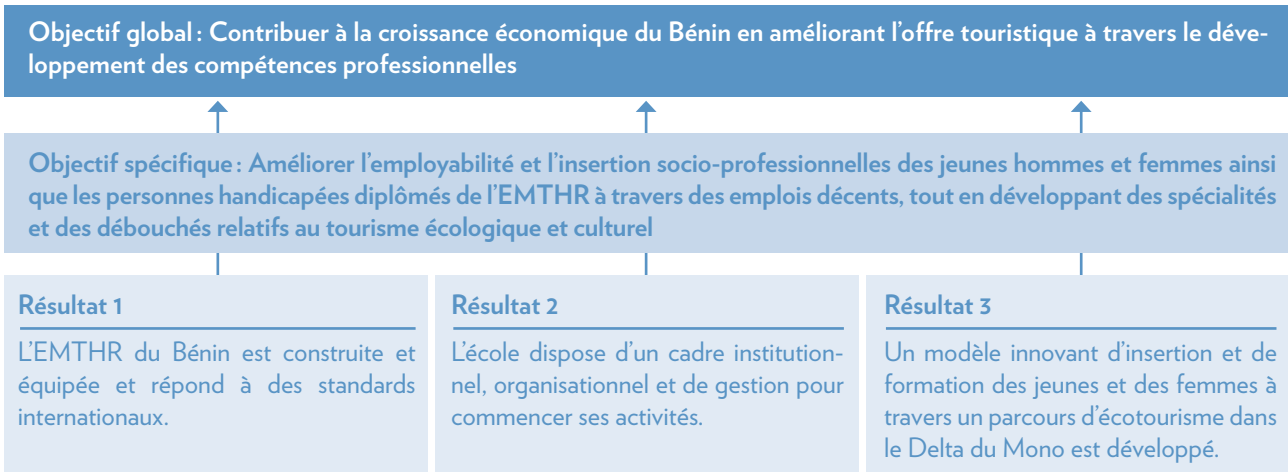 Objectif global : Contribuer à la croissance économique du Bénin en améliorant l'offre touristique à travers le déve-
loppement des compétences professionnelles
Objectif spécifique : Améliorer l'employabilité et l'insertion socio-professionnelles des jeunes hommes et femmes ainsi
que les personnes handicapées diplômés de l'EMTHR à travers des emplois décents, tout en développant des spécialités
et des débouchés relatifs au tourisme écologique et culturel
Résultat 1
L'EMTHR du Bénin est construite et
équipée et répond à des standards
internationaux.
Résultat 2
L'école dispose d'un cadre institution-
nel, organisationnel et de gestion pour
commencer ses activités.
Résultat 3
Un modèle innovant d'insertion et de
formation des jeunes et des femmes à
travers un parcours d'écotourisme dans
le Delta du Mono est développé.